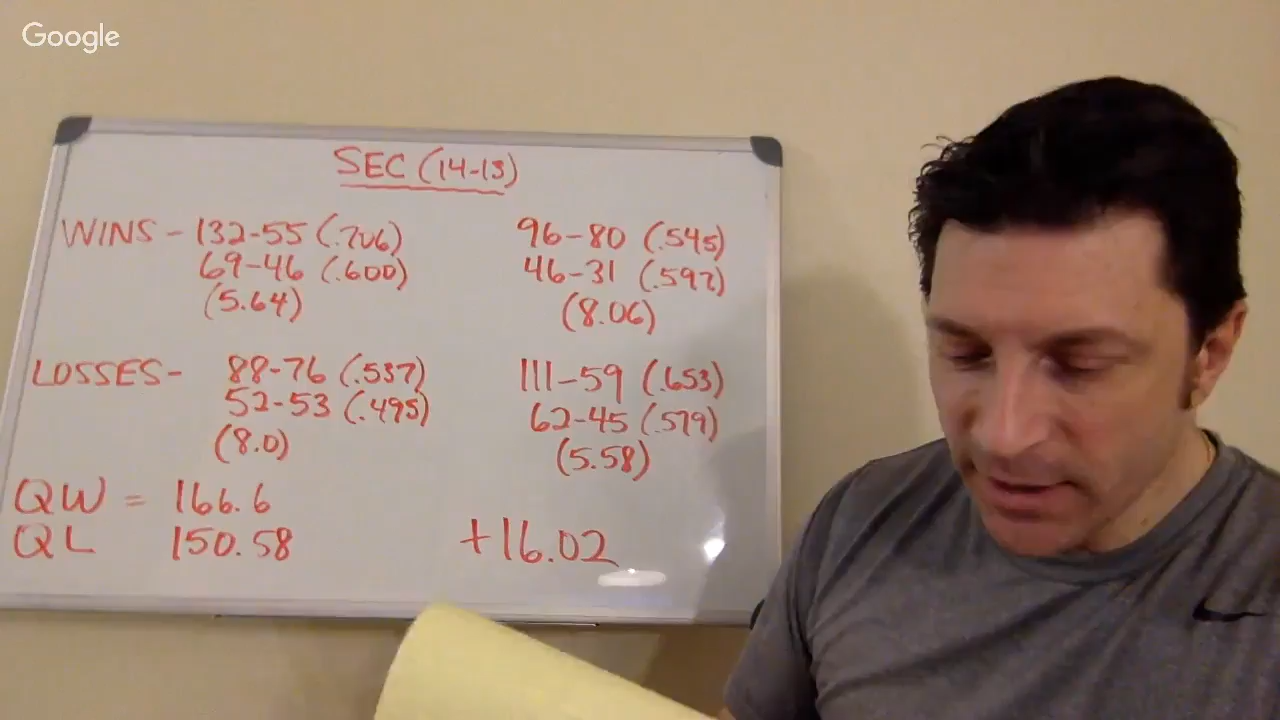 Google
SEC (14-13)
WINS - 132-55 (.706) 96-80 (.545)
69-46 (.600) 46-31 (.597)
(5.64) (8.06)
LOSSES - 88-76 (.537) 111-59 (.653)
52-53 (.495) 62-45 (.579)
(8.0) (5.58)
QW = 166.6
QL 150.58 +16.02